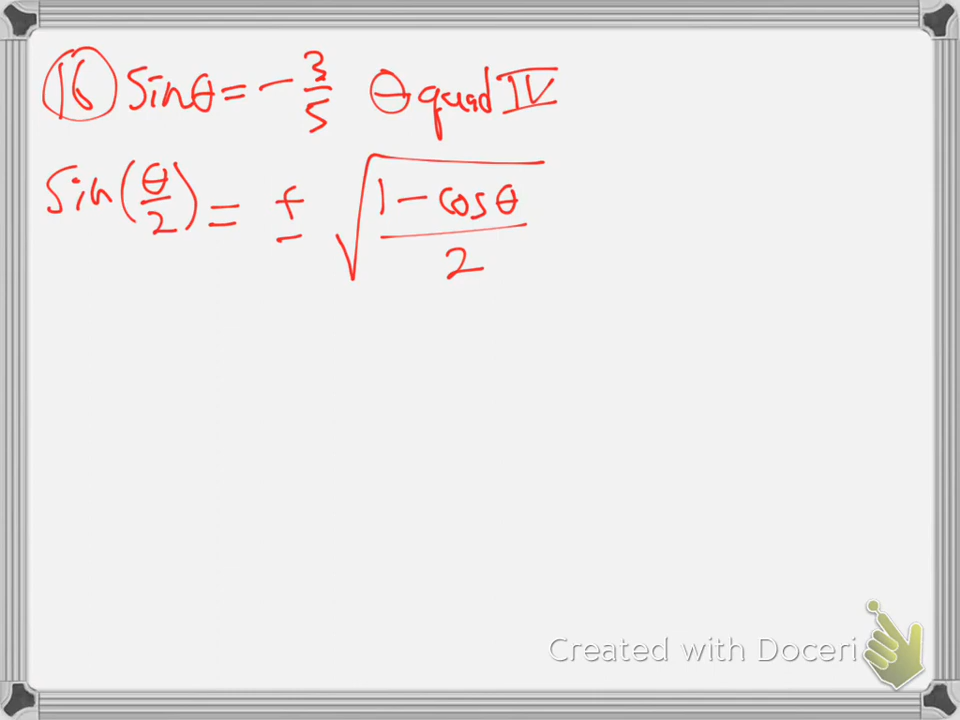 16 sinθ = -3/5 θ quad IV
sin(θ/2) = ± √((1 - cosθ)/2)
Created with Doceri